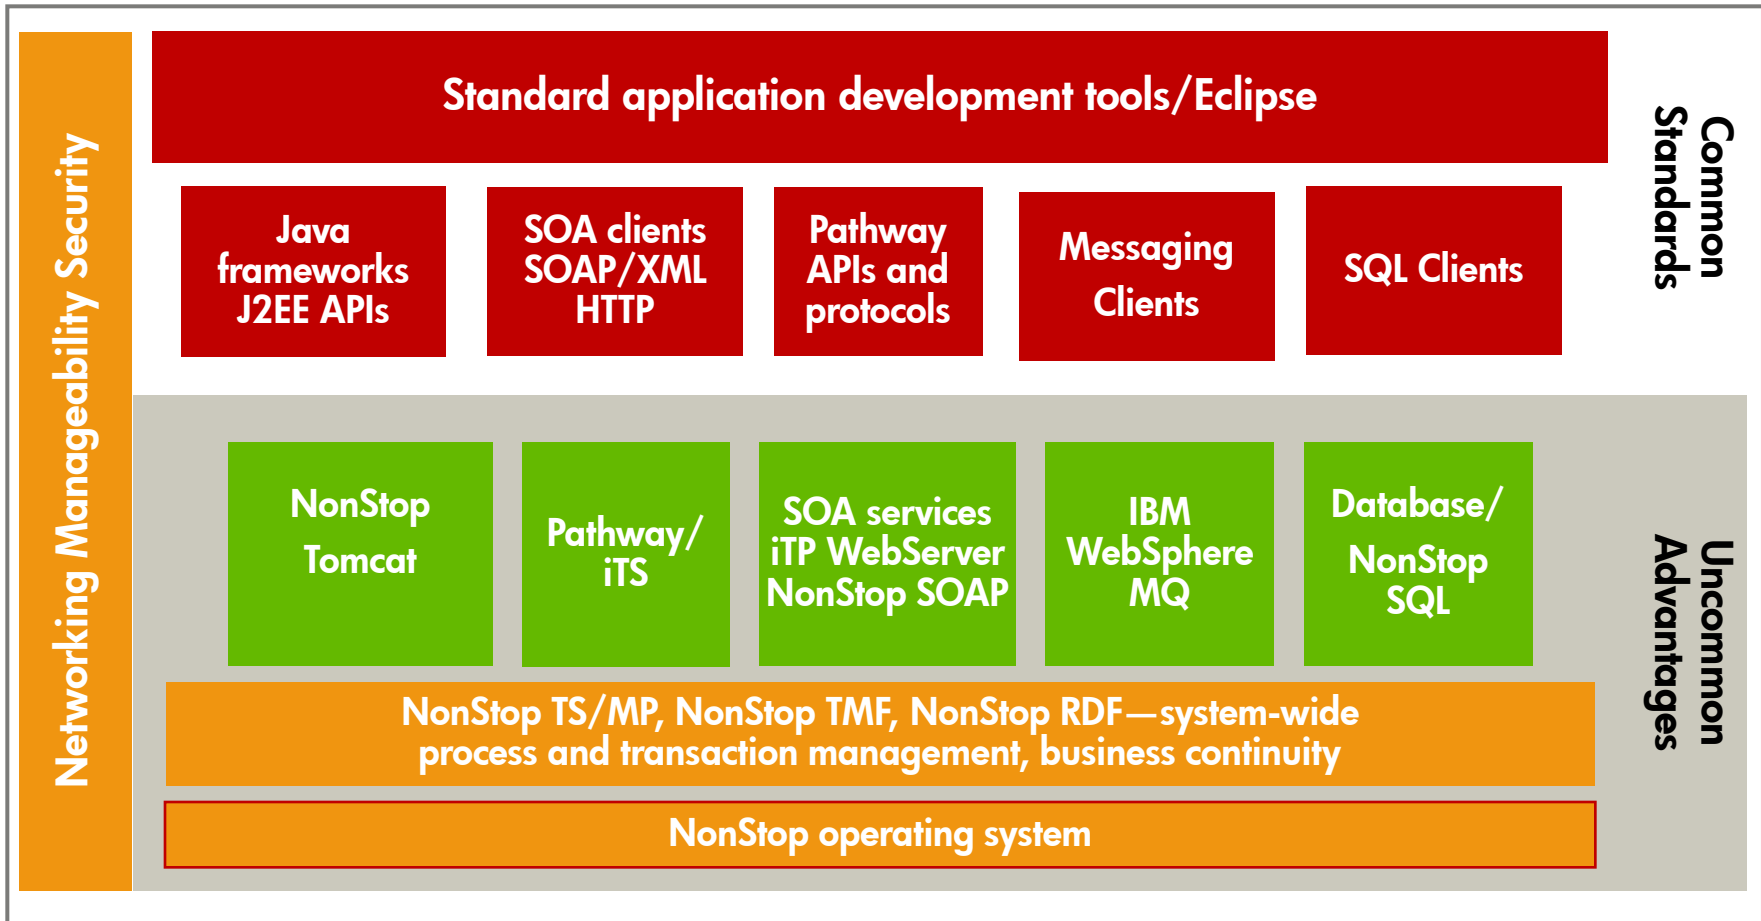 Networking Manageability Security
Standard application development tools/Eclipse
Java
frameworks
J2EE APIs
SOA clients
SOAP/XML
HTTP
Pathway
APIs and
protocols
Messaging
Clients
SQL Clients
Common
Standards
NonStop
Tomcat
Pathway/
iTS
SOA services
iTP WebServer
NonStop SOAP
IBM
WebSphere
MQ
Database/
NonStop
SQL
Uncommon
Advantages
NonStop TS/MP, NonStop TMF, NonStop RDF—system-wide
process and transaction management, business continuity
NonStop operating system